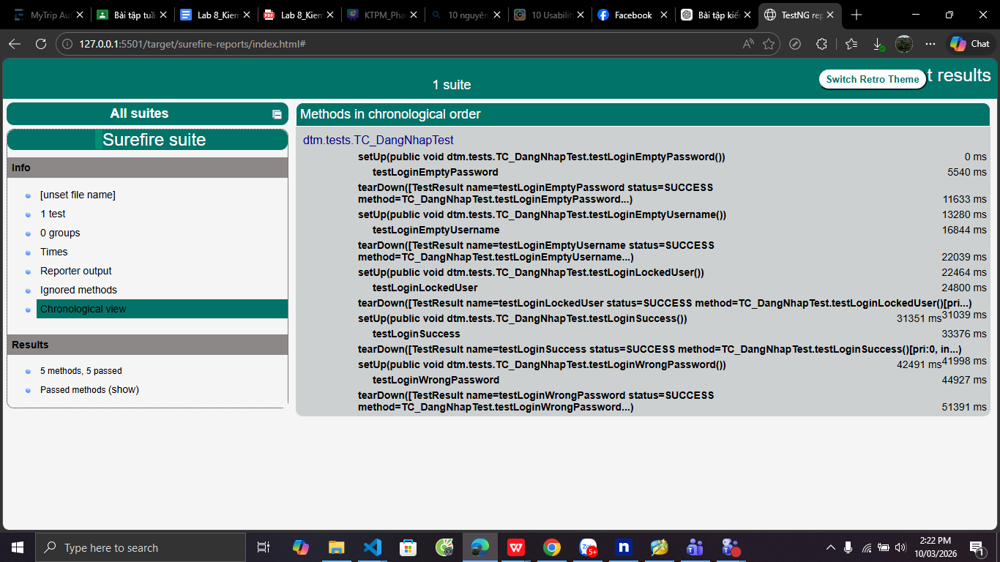 MyTrip Aut
Bài tập tuầ
Lab 8_Kiem
Lab 8_Kiem
KTPM_Pha
10 nguyên
10 Usabilit
Facebook
Bài tập kiể
TestNG rep
127.0.0.1:5501/target/surefire-reports/index.html#
Chat
1 suite
Switch Retro Theme
t results
All suites
Surefire suite
Info
[unset file name]
1 test
0 groups
Times
Reporter output
Ignored methods
Chronological view
Results
5 methods, 5 passed
Passed methods (show)
Methods in chronological order
dtm.tests.TC_DangNhapTest
setUp(public void dtm.tests.TC_DangNhapTest.testLoginEmptyPassword()) 0 ms
testLoginEmptyPassword 5540 ms
tearDown([TestResult name=testLoginEmptyPassword status=SUCCESS
method=TC_DangNhapTest.testLoginEmptyPassword...) 11633 ms
setUp(public void dtm.tests.TC_DangNhapTest.testLoginEmptyUsername()) 13280 ms
testLoginEmptyUsername 16844 ms
tearDown([TestResult name=testLoginEmptyUsername status=SUCCESS
method=TC_DangNhapTest.testLoginEmptyUsername...) 22039 ms
setUp(public void dtm.tests.TC_DangNhapTest.testLoginLockedUser()) 22464 ms
testLoginLockedUser 24800 ms
tearDown([TestResult name=testLoginLockedUser status=SUCCESS method=TC_DangNhapTest.testLoginLockedUser()[pri...)
31039 ms
setUp(public void dtm.tests.TC_DangNhapTest.testLoginSuccess()) 31351 ms
testLoginSuccess 33376 ms
tearDown([TestResult name=testLoginSuccess status=SUCCESS method=TC_DangNhapTest.testLoginSuccess()[pri:0, in...)
41998 ms
setUp(public void dtm.tests.TC_DangNhapTest.testLoginWrongPassword()) 42491 ms
testLoginWrongPassword 44927 ms
tearDown([TestResult name=testLoginWrongPassword status=SUCCESS
method=TC_DangNhapTest.testLoginWrongPassword...) 51391 ms
Type here to search
5+
2:22 PM
10/03/2026
1